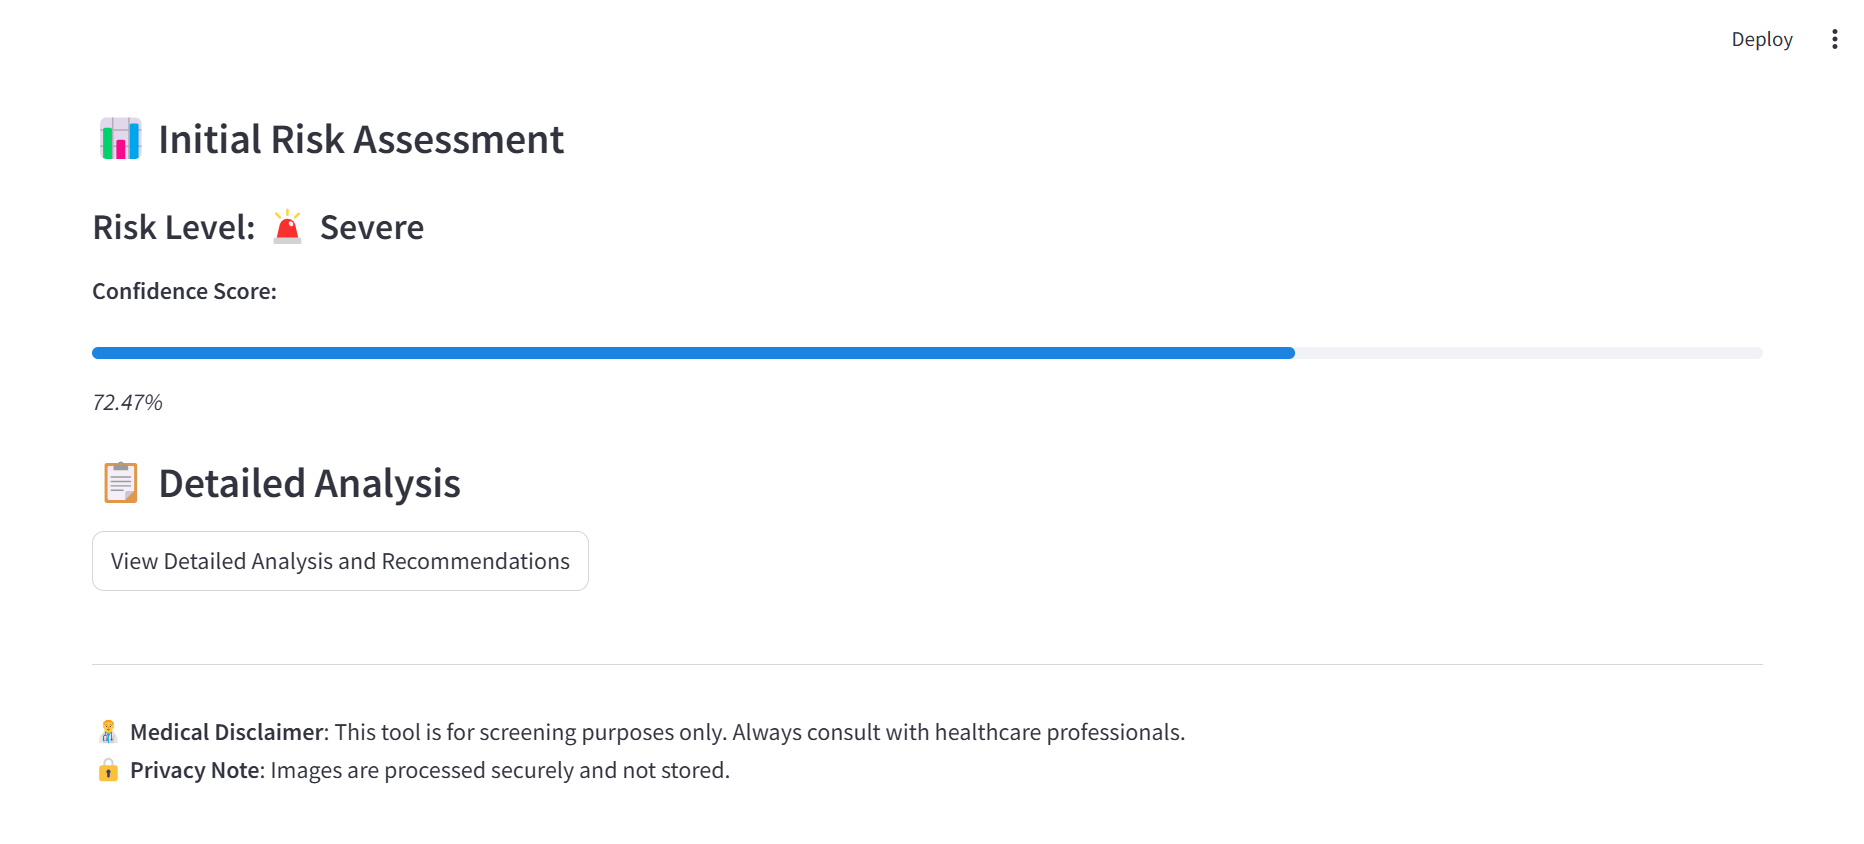 Deploy
Initial Risk Assessment
Risk Level: 🚨 Severe
Confidence Score:
72.47%
Detailed Analysis
View Detailed Analysis and Recommendations
Medical Disclaimer: This tool is for screening purposes only. Always consult with healthcare professionals.
Privacy Note: Images are processed securely and not stored.